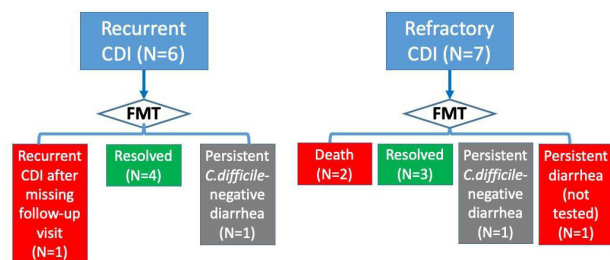 Recurrent
CDI (N=6)
Refractory
CDI (N=7)
FMT
FMT
Recurrent
CDI after
missing
follow-up
visit
(N=1)
Resolved
(N=4)
Persistent
C.difficile-
negative
diarrhea
(N=1)
Death
(N=2)
Resolved
(N=3)
Persistent
C.difficile-
negative
diarrhea
(N=1)
Persistent
diarrhea
(not
tested)
(N=1)